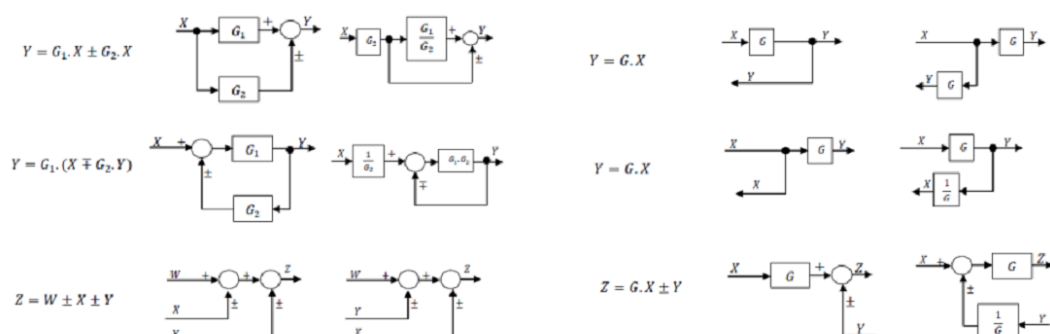 X G₁ + Y
±
G₂
Y = G₁.X ± G₂.X
X G₂ G₁/G₂ + Y
±
Y = G.X
X G Y
Y
X G Y
Y G
Y = G₁.(X ∓ G₂.Y)
X + G₁ Y
±
G₂
X 1/G₂ + G₁.G₂ Y
∓
Y = G.X
X G Y
X
X G Y
X 1/G
Z = W ± X ± Y
W + + Z
± ±
X
Y
W + + Z
± ±
Y
X
Z = G.X ± Y
X G + Z
±
Y
X + G Z
±
1/G Y